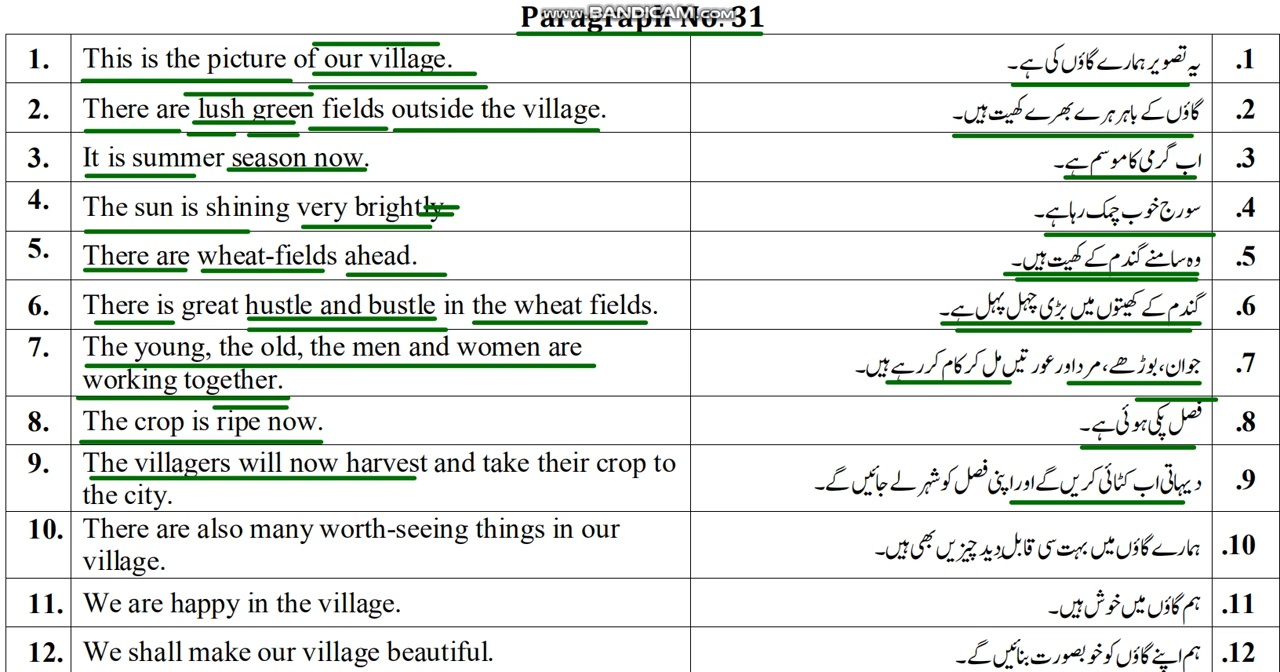 Paragraph No. 31
www.BANDICAM.com
1. This is the picture of our village. یہ تصویر ہمارے گاؤں کی ہے۔ .1
2. There are lush green fields outside the village. گاؤں کے باہر ہرے بھرے کھیت ہیں۔ .2
3. It is summer season now. اب گرمی کا موسم ہے۔ .3
4. The sun is shining very brightly سورج خوب چمک رہا ہے۔ .4
5. There are wheat-fields ahead. وہ سامنے گندم کے کھیت ہیں۔ .5
6. There is great hustle and bustle in the wheat fields. گندم کے کھیتوں میں بڑی چہل پہل ہے۔ .6
7. The young, the old, the men and women are
working together. جوان، بوڑھے، مرد اور عورتیں مل کر کام کر رہے ہیں۔ .7
8. The crop is ripe now. فصل پکی ہوئی ہے۔ .8
9. The villagers will now harvest and take their crop to
the city. دیہاتی اب کٹائی کریں گے اور اپنی فصل کو شہر لے جائیں گے۔ .9
10. There are also many worth-seeing things in our
village. ہمارے گاؤں میں بہت سی قابل دید چیزیں بھی ہیں۔ .10
11. We are happy in the village. ہم گاؤں میں خوش ہیں۔ .11
12. We shall make our village beautiful. ہم اپنے گاؤں کو خوبصورت بنائیں گے۔ .12